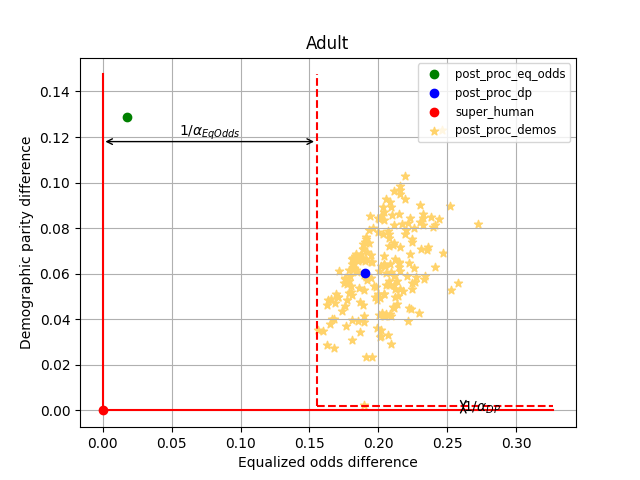 Adult
post_proc_eq_odds
post_proc_dp
super_human
post_proc_demos
1/α_EqOdds
1/α_DP
Demographic parity difference
0.14
0.12
0.10
0.08
0.06
0.04
0.02
0.00
0.00 0.05 0.10 0.15 0.20 0.25 0.30
Equalized odds difference